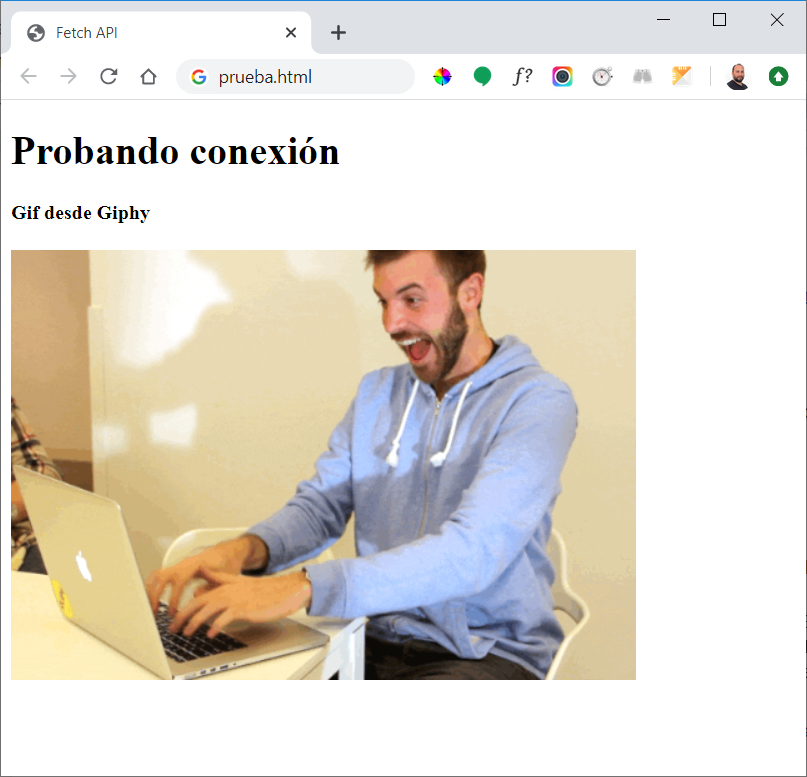 Fetch API
prueba.html
f?
Probando conexión
Gif desde Giphy